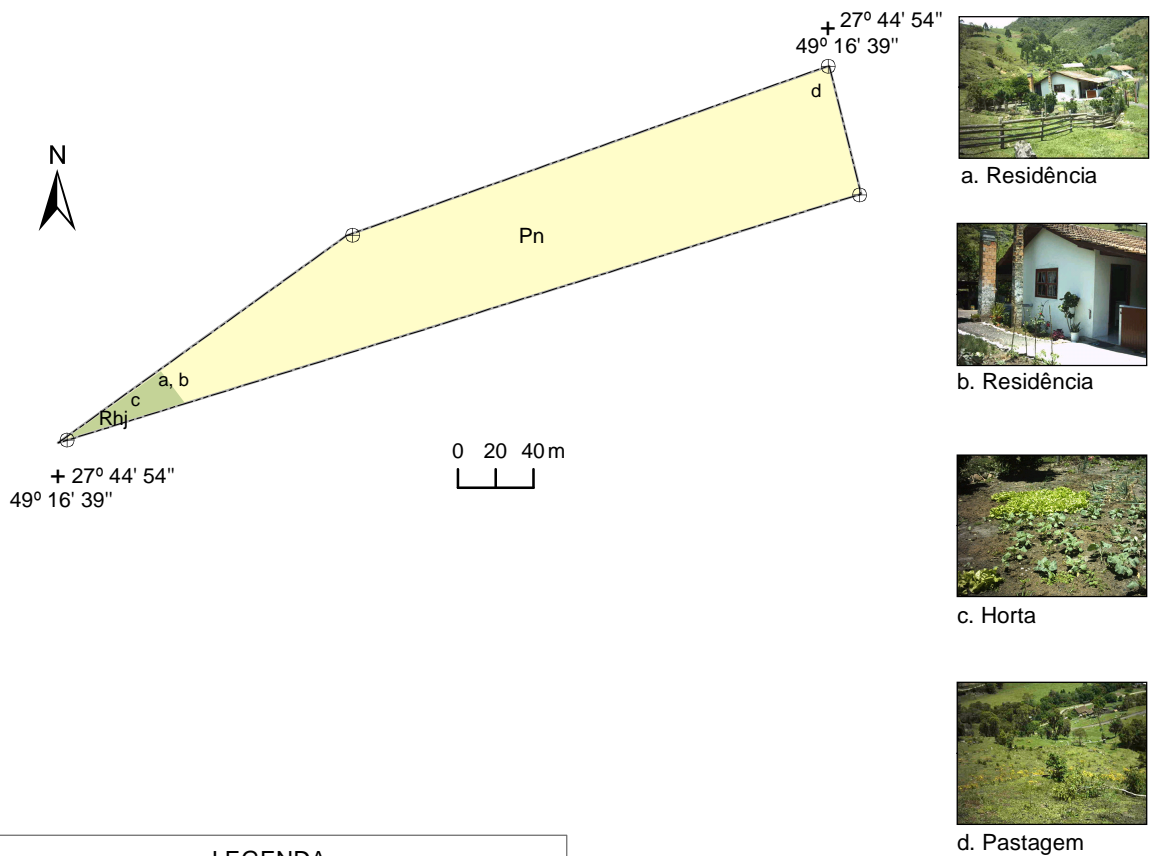 + 27º 44' 54"
49º 16' 39"
d
N
Pn
a, b
c
Rhj
0 20 40 m
+ 27º 44' 54"
49º 16' 39"
a. Residência
b. Residência
c. Horta
d. Pastagem
LEGENDA